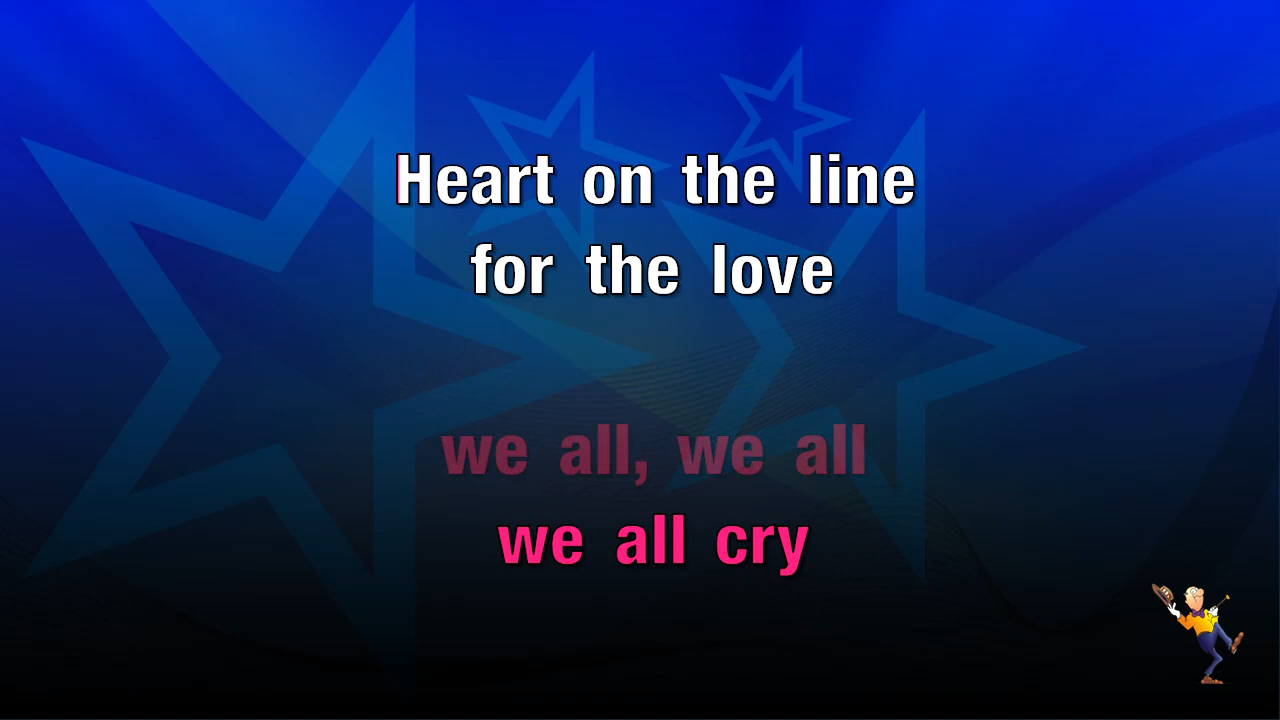 Heart on the line
for the love
we all, we all
we all cry